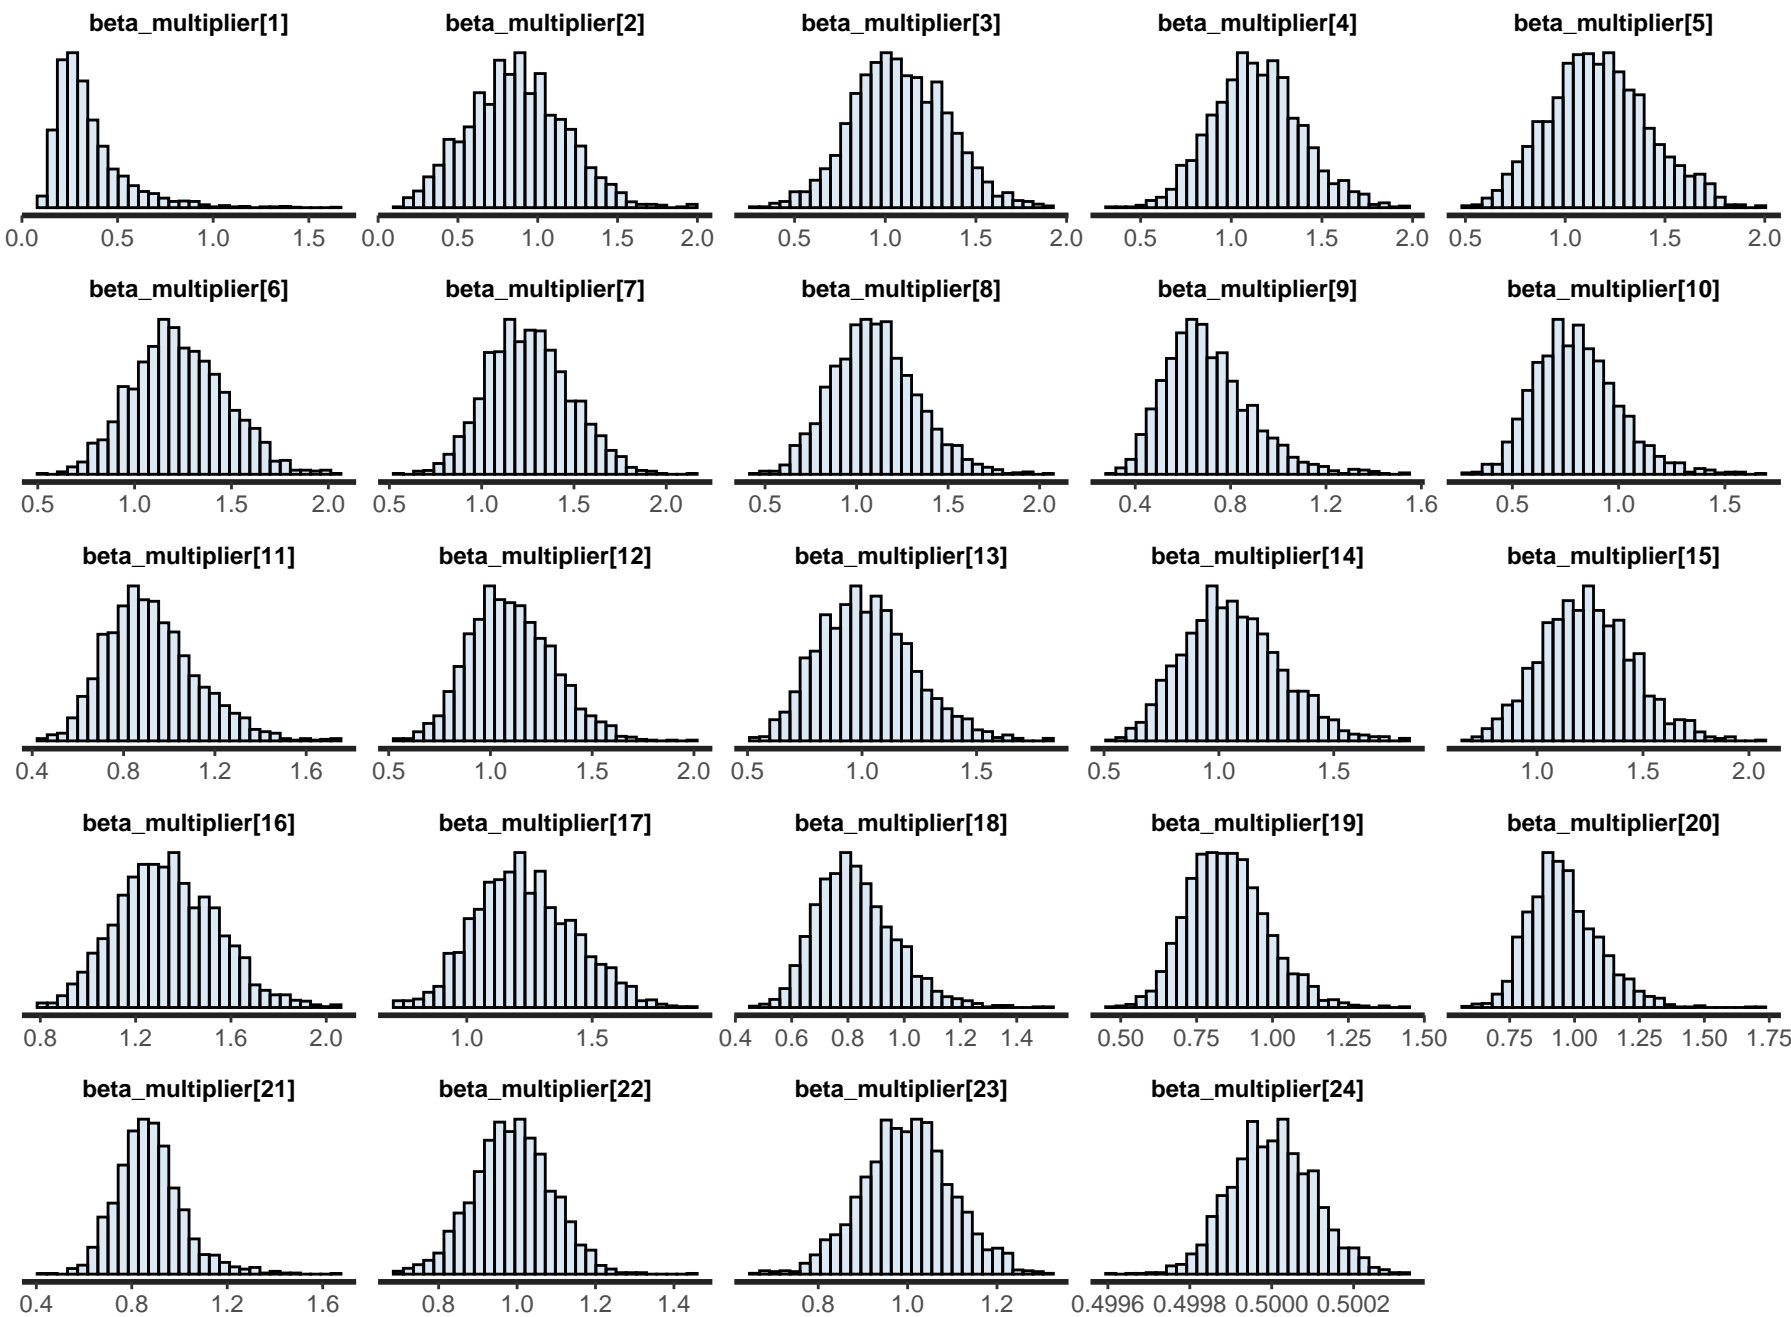 beta_multiplier[1] beta_multiplier[2] beta_multiplier[3] beta_multiplier[4] beta_multiplier[5]
0.0 0.5 1.0 1.5 0.0 0.5 1.0 1.5 2.0 0.5 1.0 1.5 2.0 0.5 1.0 1.5 2.0 0.5 1.0 1.5 2.0
beta_multiplier[6] beta_multiplier[7] beta_multiplier[8] beta_multiplier[9] beta_multiplier[10]
0.5 1.0 1.5 2.0 0.5 1.0 1.5 2.0 0.5 1.0 1.5 2.0 0.4 0.8 1.2 1.6 0.5 1.0 1.5
beta_multiplier[11] beta_multiplier[12] beta_multiplier[13] beta_multiplier[14] beta_multiplier[15]
0.4 0.8 1.2 1.6 0.5 1.0 1.5 2.0 0.5 1.0 1.5 0.5 1.0 1.5 1.0 1.5 2.0
beta_multiplier[16] beta_multiplier[17] beta_multiplier[18] beta_multiplier[19] beta_multiplier[20]
0.8 1.2 1.6 2.0 1.0 1.5 0.4 0.6 0.8 1.0 1.2 1.4 0.50 0.75 1.00 1.25 1.50 0.75 1.00 1.25 1.50 1.75
beta_multiplier[21] beta_multiplier[22] beta_multiplier[23] beta_multiplier[24]
0.4 0.8 1.2 1.6 0.8 1.0 1.2 1.4 0.8 1.0 1.2 0.4996 0.4998 0.5000 0.5002